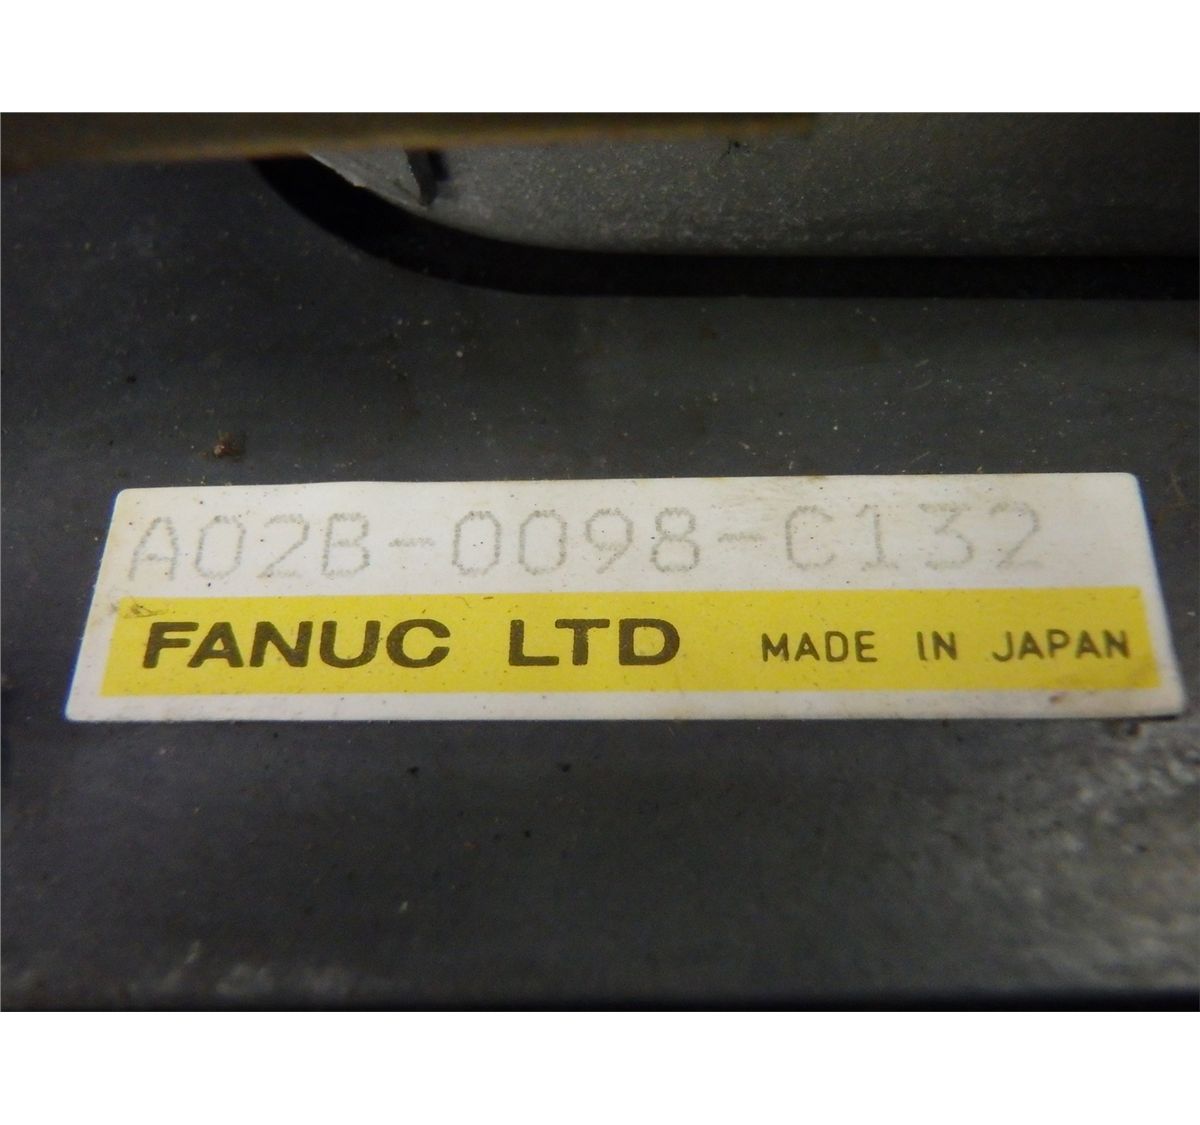 A02B-0098-C132
FANUC LTD MADE IN JAPAN